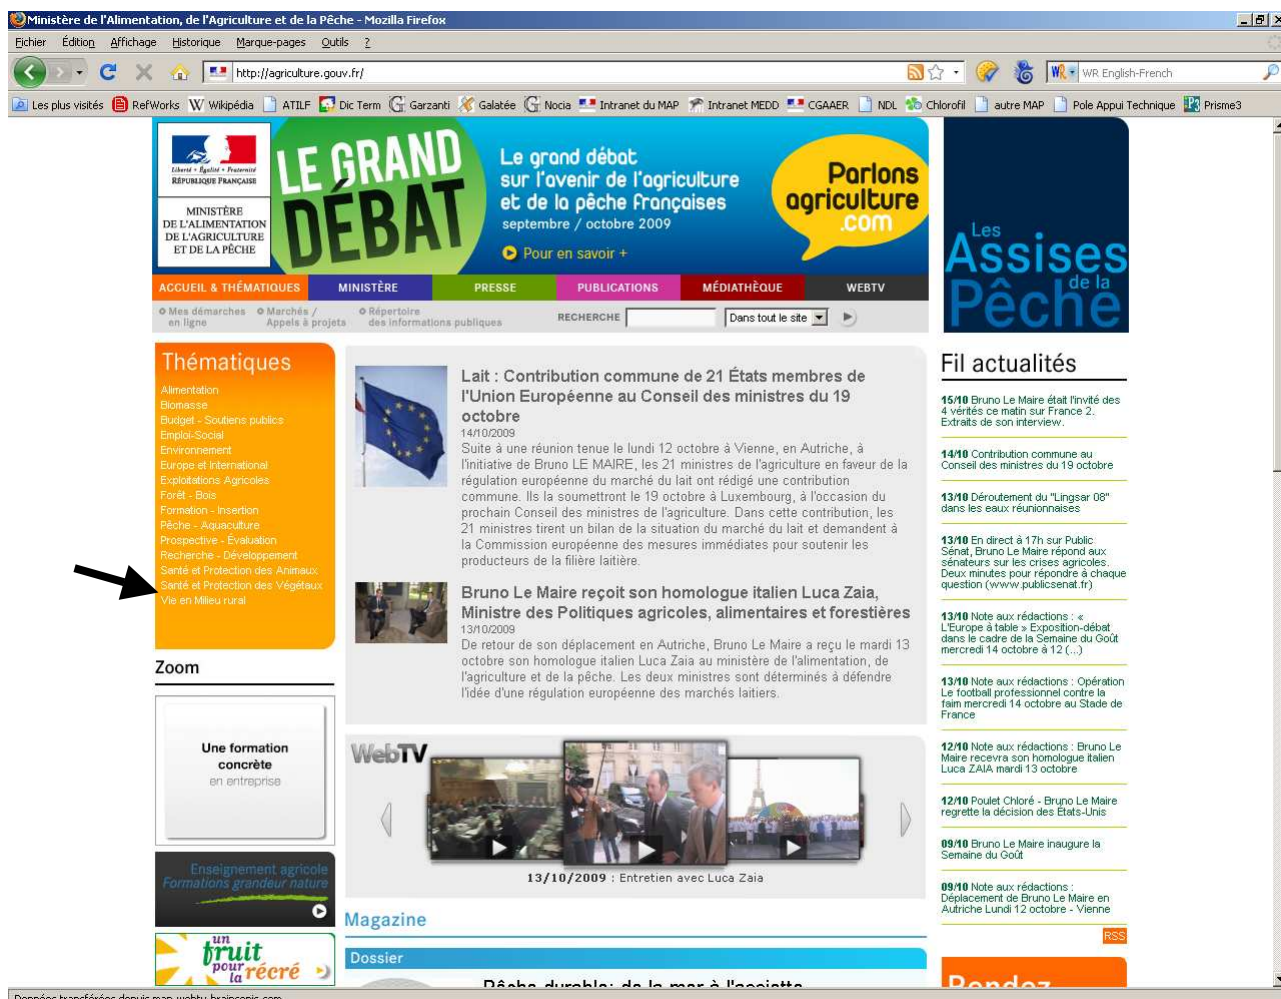 Ministère de l'Alimentation, de l'Agriculture et de la Pêche - Mozilla Firefox
Fichier Édition Affichage Historique Marque-pages Outils ?
http://agriculture.gouv.fr/
WR English-French
Les plus visités RefWorks Wikipédia ATILF Dic Term Garzanti Galatée Nocia Intranet du MAP Intranet MEDD CGAAER NDL Chlorofil autre MAP Pole Appui Technique Prisme3
Liberté • Égalité • Fraternité
RÉPUBLIQUE FRANÇAISE
MINISTÈRE
DE L'ALIMENTATION
DE L'AGRICULTURE
ET DE LA PÊCHE
LE GRAND
DÉBAT
Le grand débat
sur l'avenir de l'agriculture
et de la pêche françaises
septembre / octobre 2009
Pour en savoir +
Parlons
agriculture
.com
Les
Assises
de la
Pêche
ACCUEIL & THÉMATIQUES MINISTÈRE PRESSE PUBLICATIONS MÉDIATHÈQUE WEBTV
Mes démarches
en ligne
Marchés /
Appels à projets
Répertoire
des informations publiques
RECHERCHE Dans tout le site
Thématiques
Alimentation
Biomasse
Budget - Soutiens publics
Emploi-Social
Environnement
Europe et International
Exploitations Agricoles
Forêt - Bois
Formation - Insertion
Pêche - Aquaculture
Prospective - Évaluation
Recherche - Développement
Santé et Protection des Animaux
Santé et Protection des Végétaux
Vie en Milieu rural
Zoom
Une formation
concrète
en entreprise
Enseignement agricole
Formations grandeur nature
un
fruit
pour
la récré
Lait : Contribution commune de 21 États membres de
l'Union Européenne au Conseil des ministres du 19
octobre
14/10/2009
Suite à une réunion tenue le lundi 12 octobre à Vienne, en Autriche, à
l'initiative de Bruno LE MAIRE, les 21 ministres de l'agriculture en faveur de la
régulation européenne du marché du lait ont rédigé une contribution
commune. Ils la soumettront le 19 octobre à Luxembourg, à l'occasion du
prochain Conseil des ministres de l'agriculture. Dans cette contribution, les
21 ministres tirent un bilan de la situation du marché du lait et demandent à
la Commission européenne des mesures immédiates pour soutenir les
producteurs de la filière laitière.
Bruno Le Maire reçoit son homologue italien Luca Zaia,
Ministre des Politiques agricoles, alimentaires et forestières
13/10/2009
De retour de son déplacement en Autriche, Bruno Le Maire a reçu le mardi 13
octobre son homologue italien Luca Zaia au ministère de l'alimentation, de
l'agriculture et de la pêche. Les deux ministres sont déterminés à défendre
l'idée d'une régulation européenne des marchés laitiers.
WebTV
13/10/2009 : Entretien avec Luca Zaia
Magazine
Dossier
Pêche durable: de la mer à l'assiette
Fil actualités
15/10 Bruno Le Maire était l'invité des
4 vérités ce matin sur France 2.
Extraits de son interview.
14/10 Contribution commune au
Conseil des ministres du 19 octobre
13/10 Déroutement du "Lingsar 08"
dans les eaux réunionnaises
13/10 En direct à 17h sur Public
Sénat, Bruno Le Maire répond aux
sénateurs sur les crises agricoles.
Deux minutes pour répondre à chaque
question (www.publicsenat.fr)
13/10 Note aux rédactions : «
L'Europe à table » Exposition-débat
dans le cadre de la Semaine du Goût
mercredi 14 octobre à 12 (...)
13/10 Note aux rédactions : Opération
Le football professionnel contre la
faim mercredi 14 octobre au Stade de
France
12/10 Note aux rédactions : Bruno Le
Maire recevra son homologue italien
Luca ZAIA mardi 13 octobre
12/10 Poulet Chloré - Bruno Le Maire
regrette la décision des États-Unis
09/10 Bruno Le Maire inaugure la
Semaine du Goût
09/10 Note aux rédactions :
Déplacement de Bruno Le Maire en
Autriche Lundi 12 octobre - Vienne
RSS
Rendez